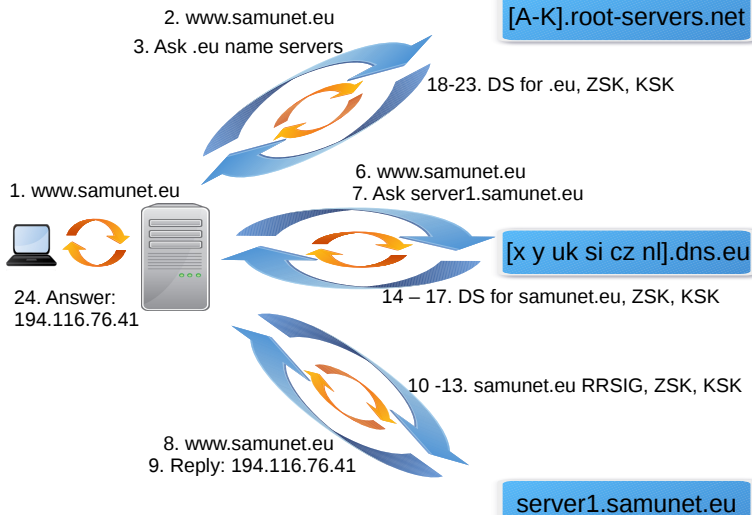 2. www.samunet.eu
3. Ask .eu name servers
[A-K].root-servers.net
18-23. DS for .eu, ZSK, KSK
1. www.samunet.eu
6. www.samunet.eu
7. Ask server1.samunet.eu
[x y uk si cz nl].dns.eu
14 – 17. DS for samunet.eu, ZSK, KSK
24. Answer:
194.116.76.41
10 -13. samunet.eu RRSIG, ZSK, KSK
8. www.samunet.eu
9. Reply: 194.116.76.41
server1.samunet.eu